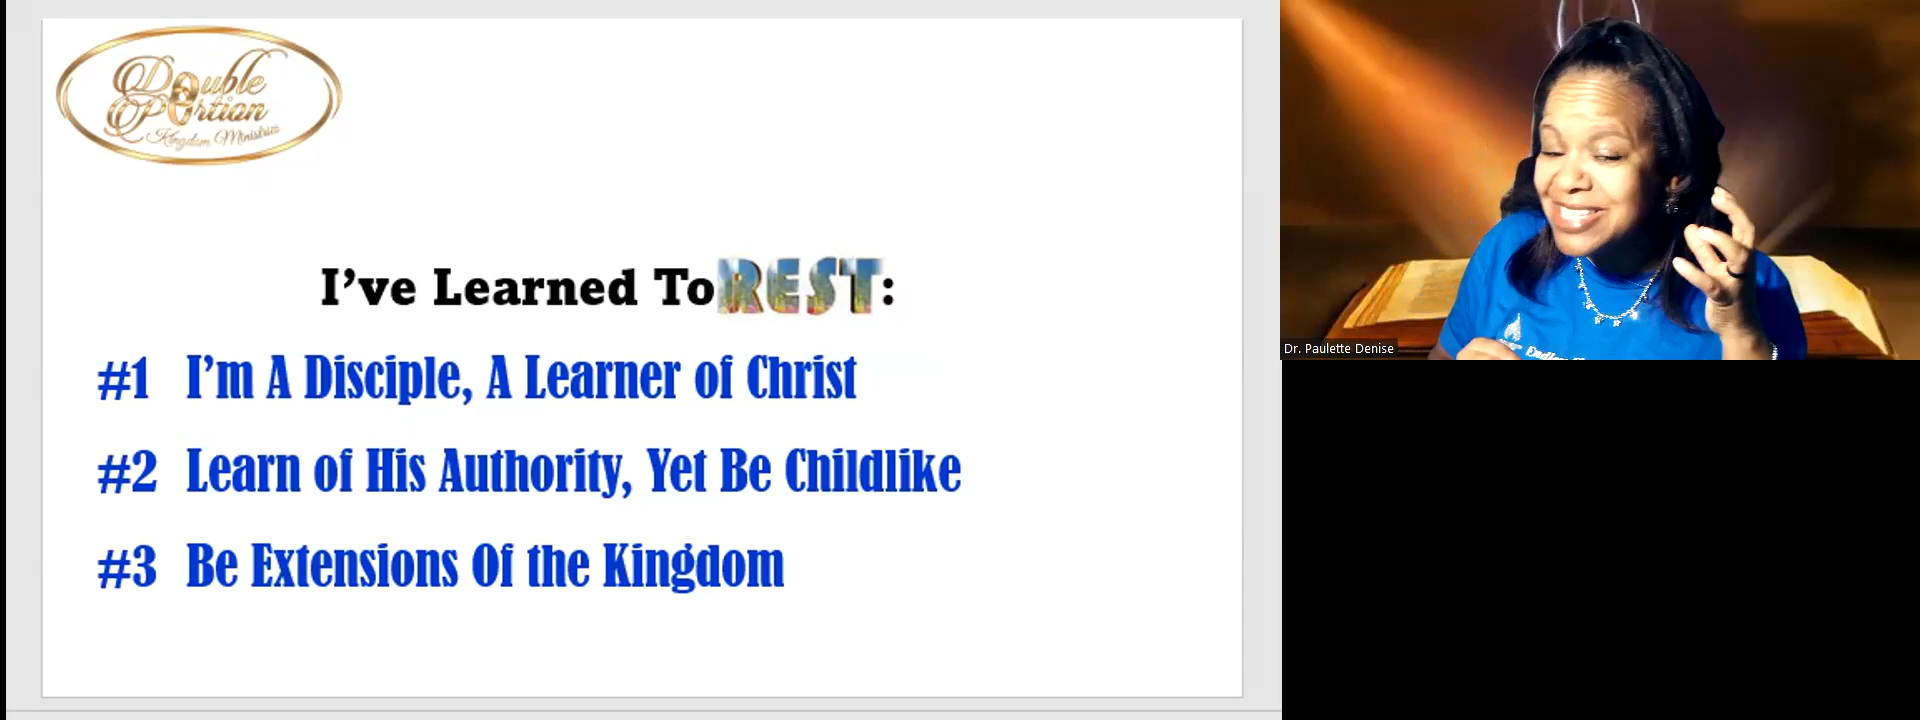 Double
Portion
Kingdom Ministries
I’ve Learned To REST:
#1 I’m A Disciple, A Learner of Christ
#2 Learn of His Authority, Yet Be Childlike
#3 Be Extensions Of the Kingdom
Dr. Paulette Denise
Endless